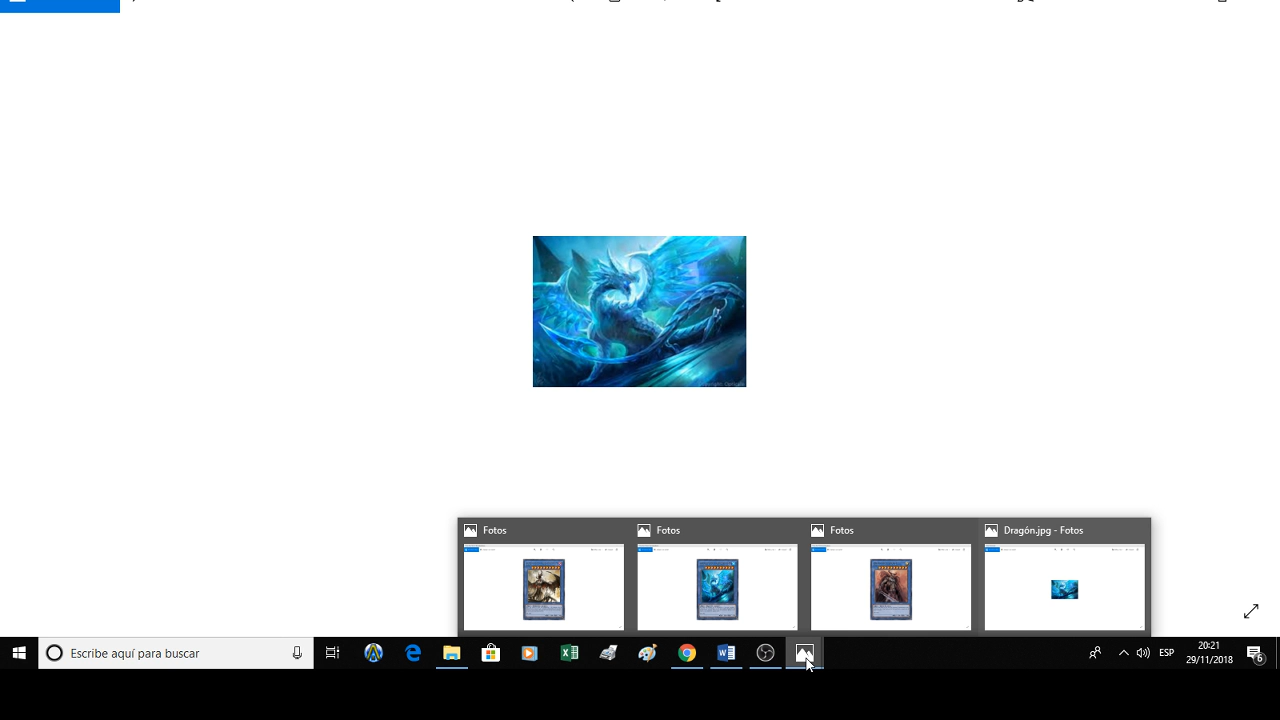 Fotos
Fotos
Fotos
Dragón.jpg - Fotos
Escribe aquí para buscar
ESP
20:21
29/11/2018
6